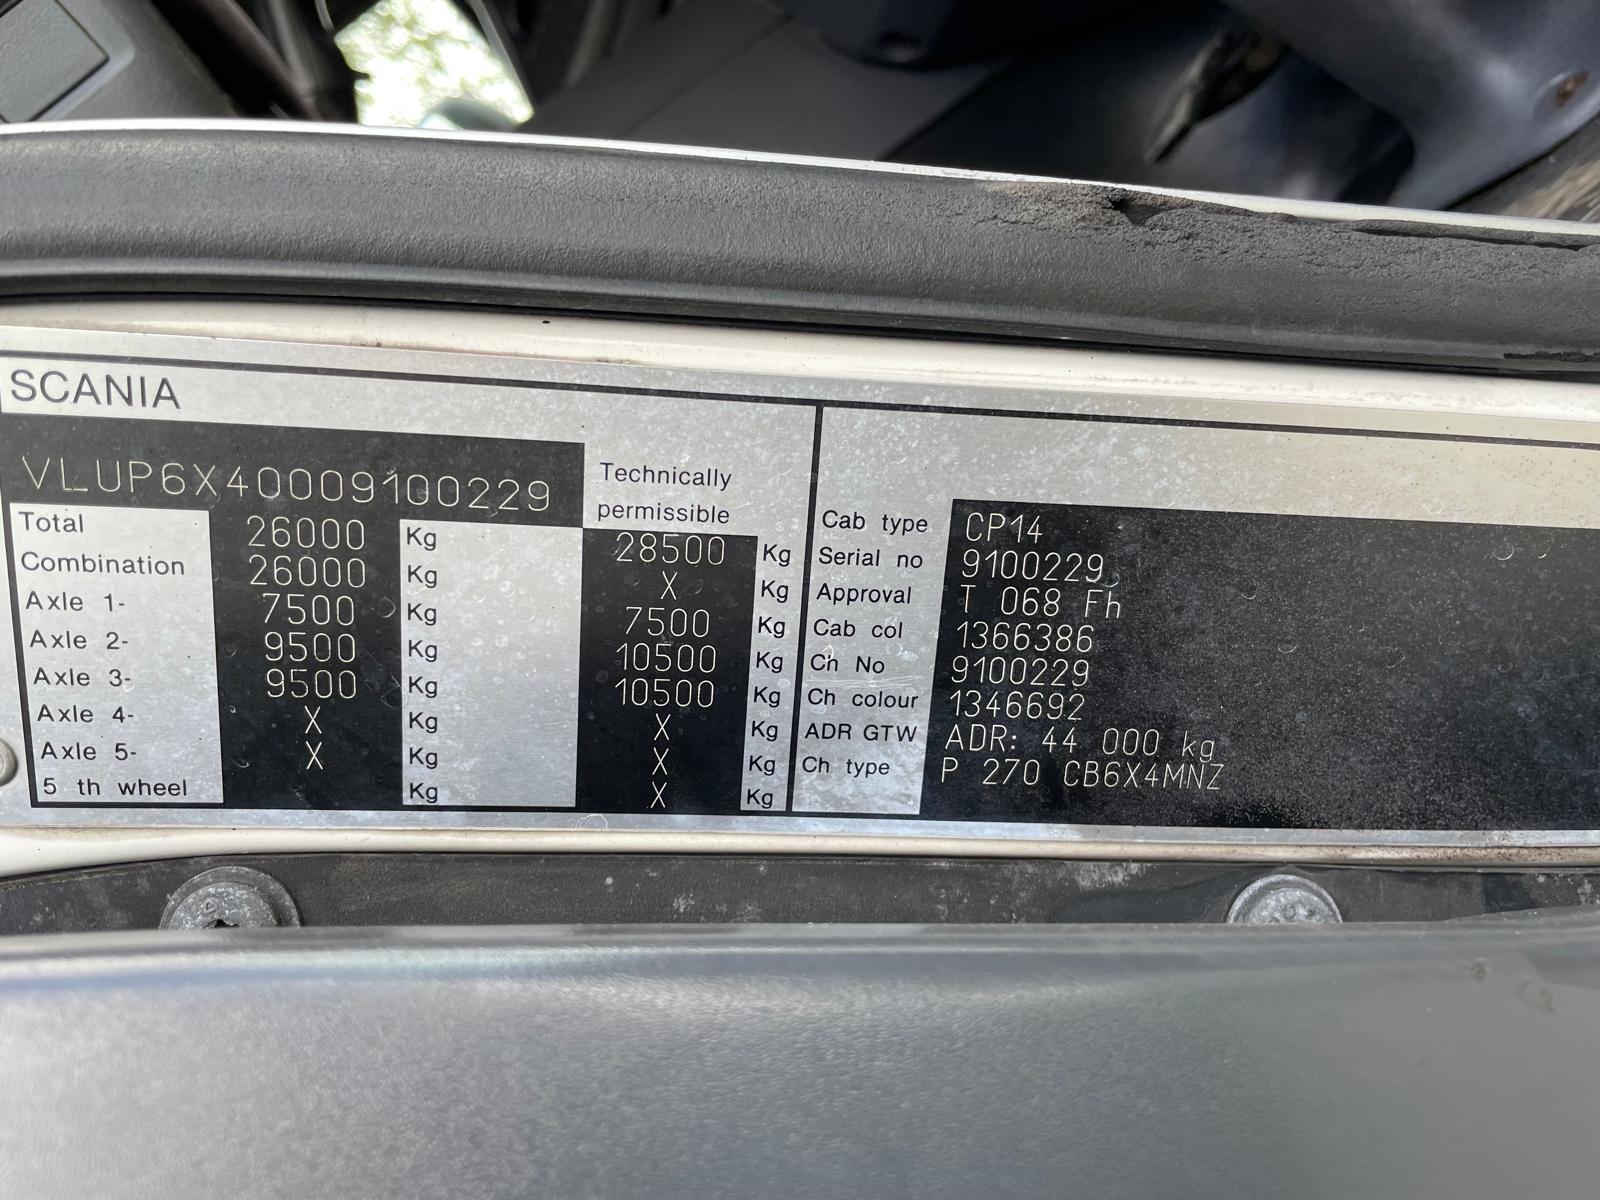 SCANIA
VLUP6X40009100229
Technically
permissible
Total 26000 Kg 28500 Kg
Combination 26000 Kg X Kg
Axle 1- 7500 Kg 7500 Kg
Axle 2- 9500 Kg 10500 Kg
Axle 3- 9500 Kg 10500 Kg
Axle 4- X Kg X Kg
Axle 5- X Kg X Kg
5 th wheel Kg X Kg
Cab type CP14
Serial no 9100229
Approval T 068 Fh
Cab col 1366386
Ch No 9100229
Ch colour 1346692
ADR GTW ADR: 44 000 kg
Ch type P 270 CB6X4MNZ